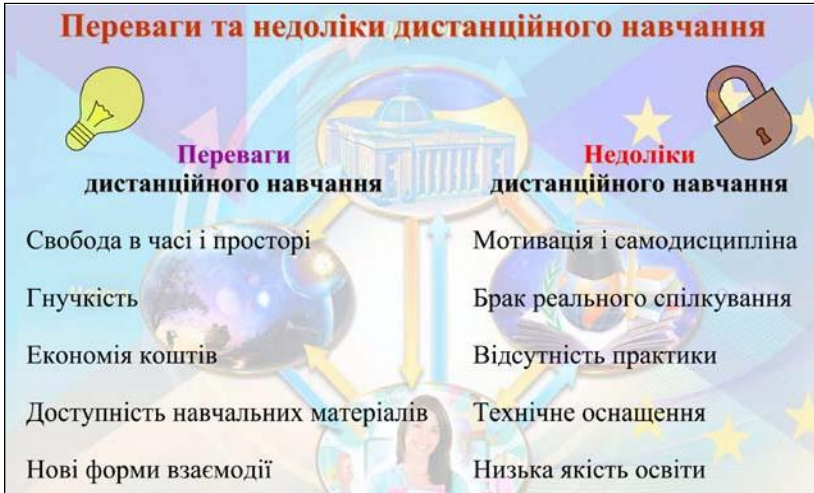 Переваги та недоліки дистанційного навчання
Переваги
дистанційного навчання
Свобода в часі і просторі
Гнучкість
Економія коштів
Доступність навчальних матеріалів
Нові форми взаємодії
Недоліки
дистанційного навчання
Мотивація і самодисципліна
Брак реального спілкування
Відсутність практики
Технічне оснащення
Низька якість освіти